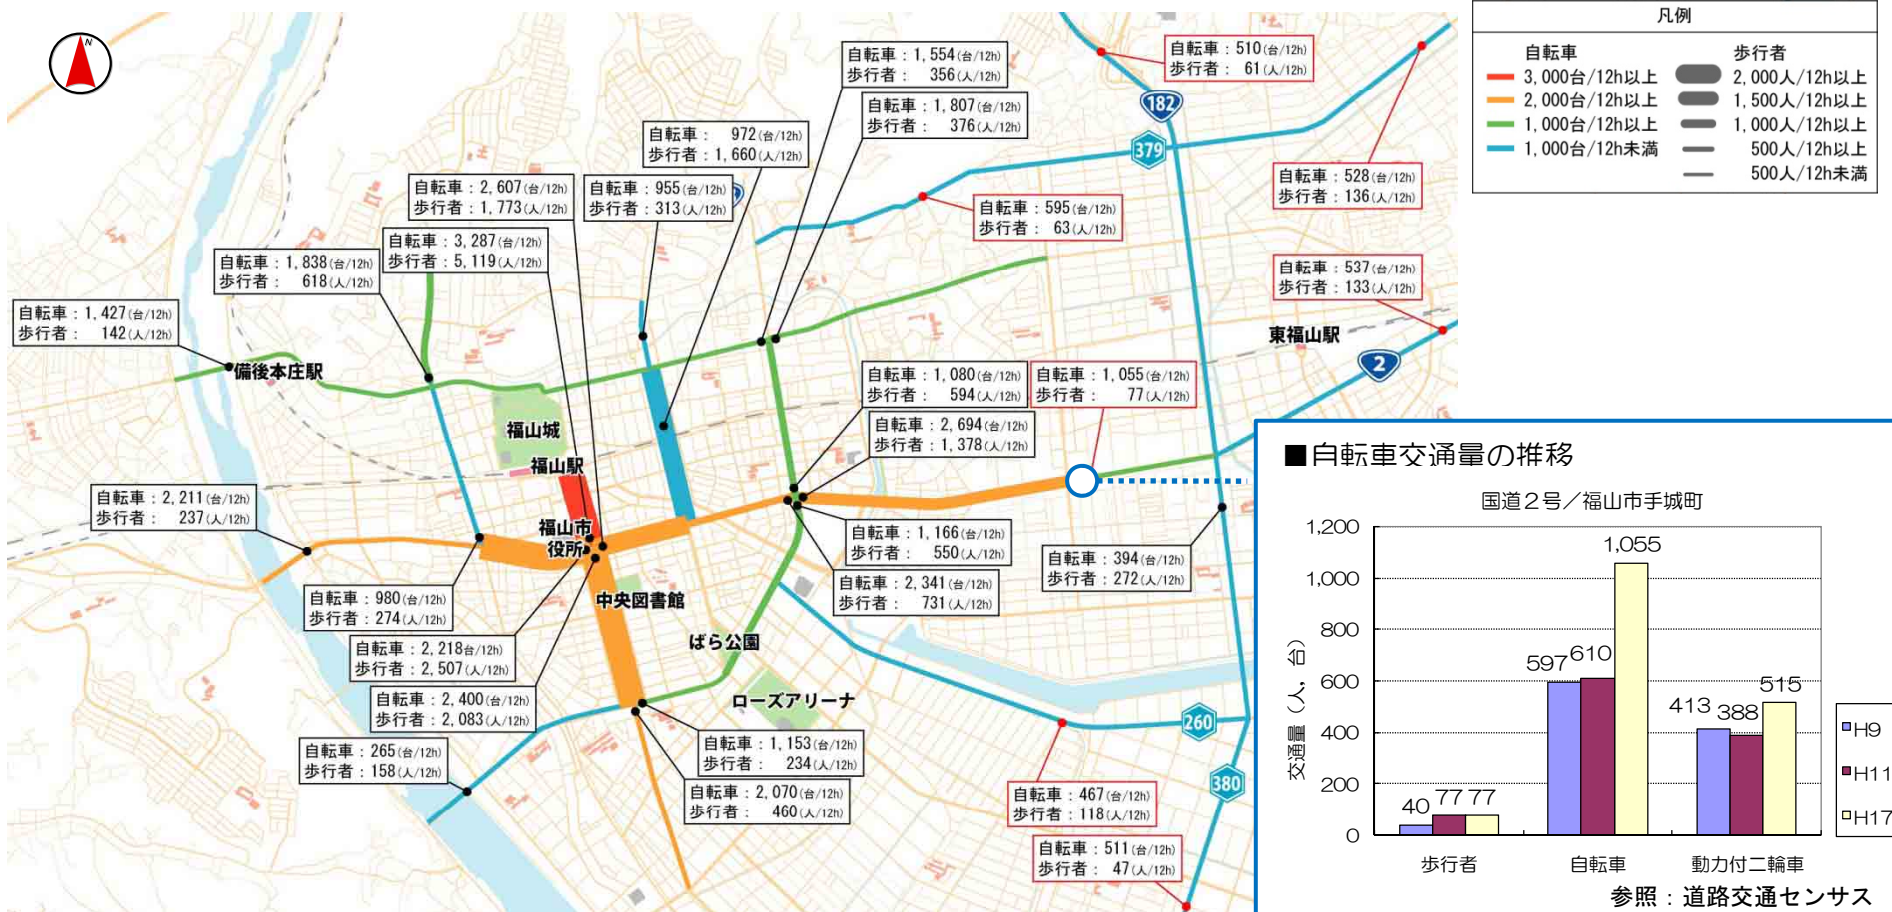 N
凡例
自転車 歩行者
3,000台/12h以上 2,000人/12h以上
2,000台/12h以上 1,500人/12h以上
1,000台/12h以上 1,000人/12h以上
1,000台/12h未満 500人/12h以上
500人/12h未満
自転車：1,554(台/12h)
歩行者： 356(人/12h)
自転車： 510(台/12h)
歩行者： 61(人/12h)
自転車：1,807(台/12h)
歩行者： 376(人/12h)
182
379
自転車： 972(台/12h)
歩行者：1,660(人/12h)
自転車：2,607(台/12h)
歩行者：1,773(人/12h)
自転車：955(台/12h)
歩行者：313(人/12h)
自転車：528(台/12h)
歩行者：136(人/12h)
自転車：595(台/12h)
歩行者： 63(人/12h)
自転車：3,287(台/12h)
歩行者：5,119(人/12h)
自転車：1,838(台/12h)
歩行者： 618(人/12h)
自転車：537(台/12h)
歩行者：133(人/12h)
自転車：1,427(台/12h)
歩行者： 142(人/12h)
東福山駅
2
備後本庄駅
自転車：1,080(台/12h)
歩行者： 594(人/12h)
自転車：1,055(台/12h)
歩行者： 77(人/12h)
福山城
自転車：2,694(台/12h)
歩行者：1,378(人/12h)
福山駅
自転車：2,211(台/12h)
歩行者： 237(人/12h)
福山市
役所
自転車：1,166(台/12h)
歩行者： 550(人/12h)
自転車：394(台/12h)
歩行者：272(人/12h)
自転車：2,341(台/12h)
歩行者： 731(人/12h)
自転車：980(台/12h)
歩行者：274(人/12h)
中央図書館
ばら公園
自転車：2,218台/12h)
歩行者：2,507(人/12h)
自転車：2,400(台/12h)
歩行者：2,083(人/12h)
ローズアリーナ
260
自転車：265(台/12h)
歩行者：158(人/12h)
自転車：1,153(台/12h)
歩行者： 234(人/12h)
380
自転車：2,070(台/12h)
歩行者： 460(人/12h)
自転車：467(台/12h)
歩行者：118(人/12h)
自転車：511(台/12h)
歩行者： 47(人/12h)
■自転車交通量の推移
国道２号／福山市手城町
交通量（人，台）
1,200
1,000
800
600
400
200
0
40 77 77
597 610 1,055
413 388 515
歩行者 自転車 動力付二輪車
H9
H11
H17
参照：道路交通センサス